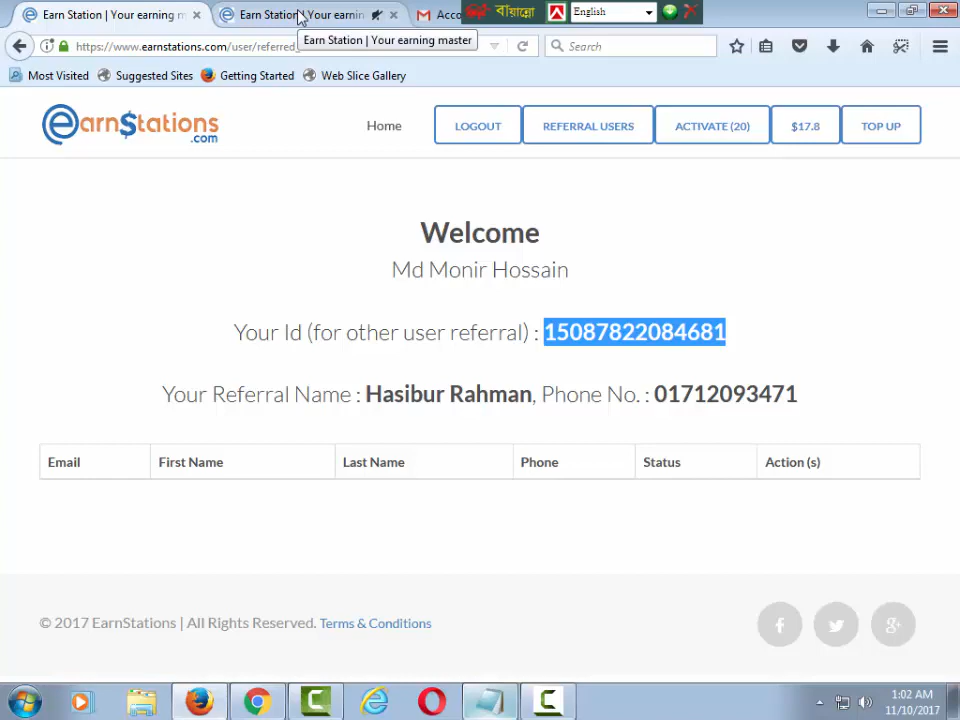 Earn Station | Your earning m
Earn Station | Your earnin
Acco
বায়ান্নো
English
https://www.earnstations.com/user/referred_
Search
Earn Station | Your earning master
Most Visited
Suggested Sites
Getting Started
Web Slice Gallery
earn$tations
.com
Home
LOGOUT
REFERRAL USERS
ACTIVATE (20)
$17.8
TOP UP
Welcome
Md Monir Hossain
Your Id (for other user referral) : 15087822084681
Your Referral Name : Hasibur Rahman, Phone No. : 01712093471
Email
First Name
Last Name
Phone
Status
Action (s)
© 2017 EarnStations | All Rights Reserved. Terms & Conditions
1:02 AM
11/10/2017